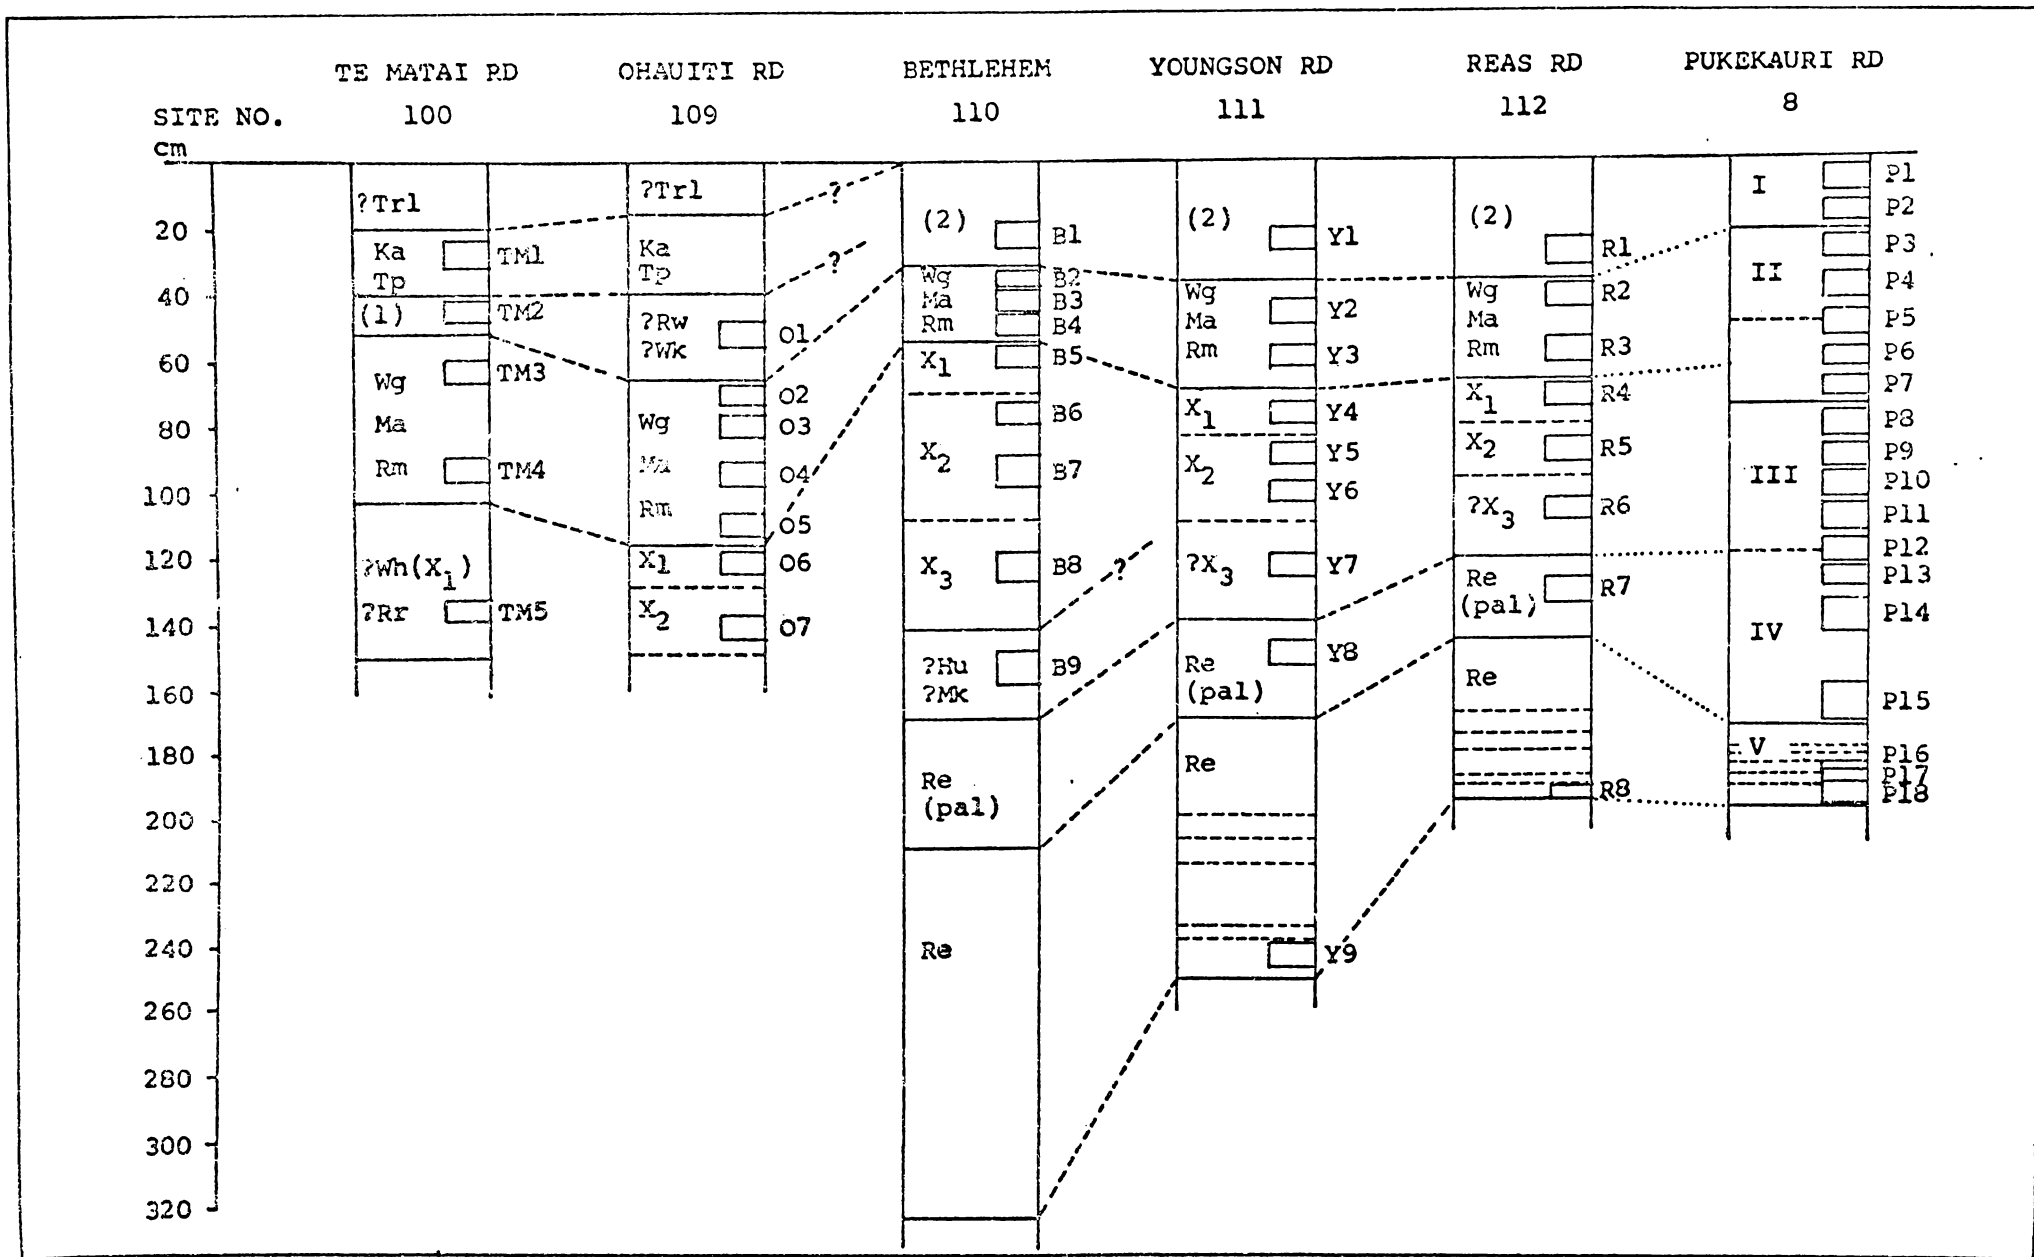 TE MATAI RD OHAUITI RD BETHLEHEM YOUNGSON RD REAS RD PUKEKAURI RD
SITE NO. 100 109 110 111 112 8
cm
20
40
60
80
100
120
140
160
180
200
220
240
260
280
300
320
?Trl
Ka
Tp
TM1
(1)
TM2
Wg
TM3
Ma
Rm
TM4
?Wh(X1)
?Rr
TM5
?Trl
Ka
Tp
?Rw
?Wk
O1
O2
Wg
O3
Ma
O4
Rm
O5
X1
O6
X2
O7
?
?
(2)
B1
Wg
B2
Ma
B3
Rm
B4
X1
B5
B6
X2
B7
X3
B8
?
?Hu
?Mk
B9
Re
(pal)
Re
(2)
Y1
Wg
Y2
Ma
Rm
Y3
X1
Y4
X2
Y5
Y6
?X3
Y7
Re
(pal)
Y8
Re
Y9
(2)
R1
Wg
R2
Ma
Rm
R3
X1
R4
X2
R5
?X3
R6
Re
(pal)
R7
Re
R8
I
P1
P2
II
P3
P4
P5
P6
P7
III
P8
P9
P10
P11
P12
IV
P13
P14
P15
V
P16
P17
P18